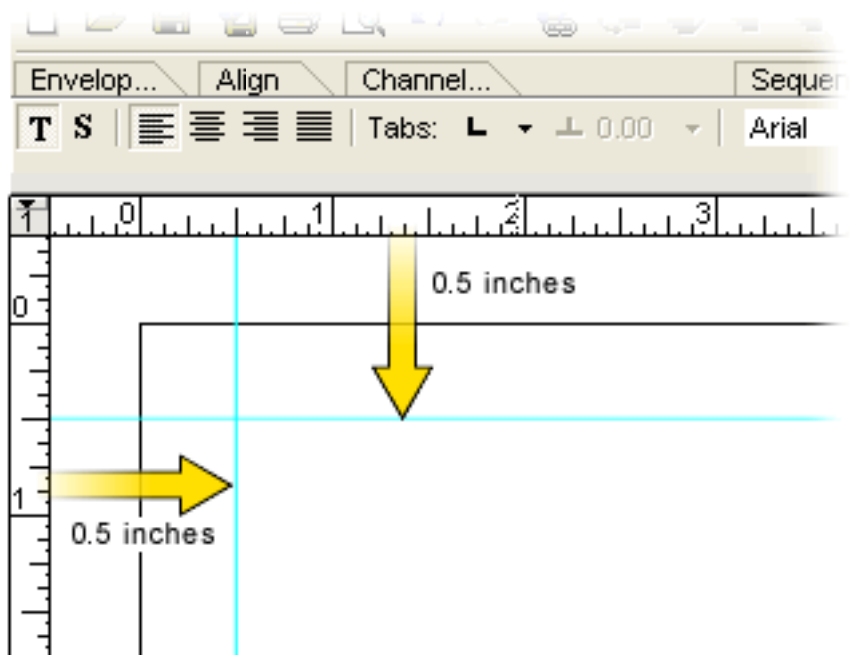 Envelop... Align Channel... Sequen
T S Tabs: 0.00 Arial
1 0 1 2 3
0.5 inches
0
1
0.5 inches